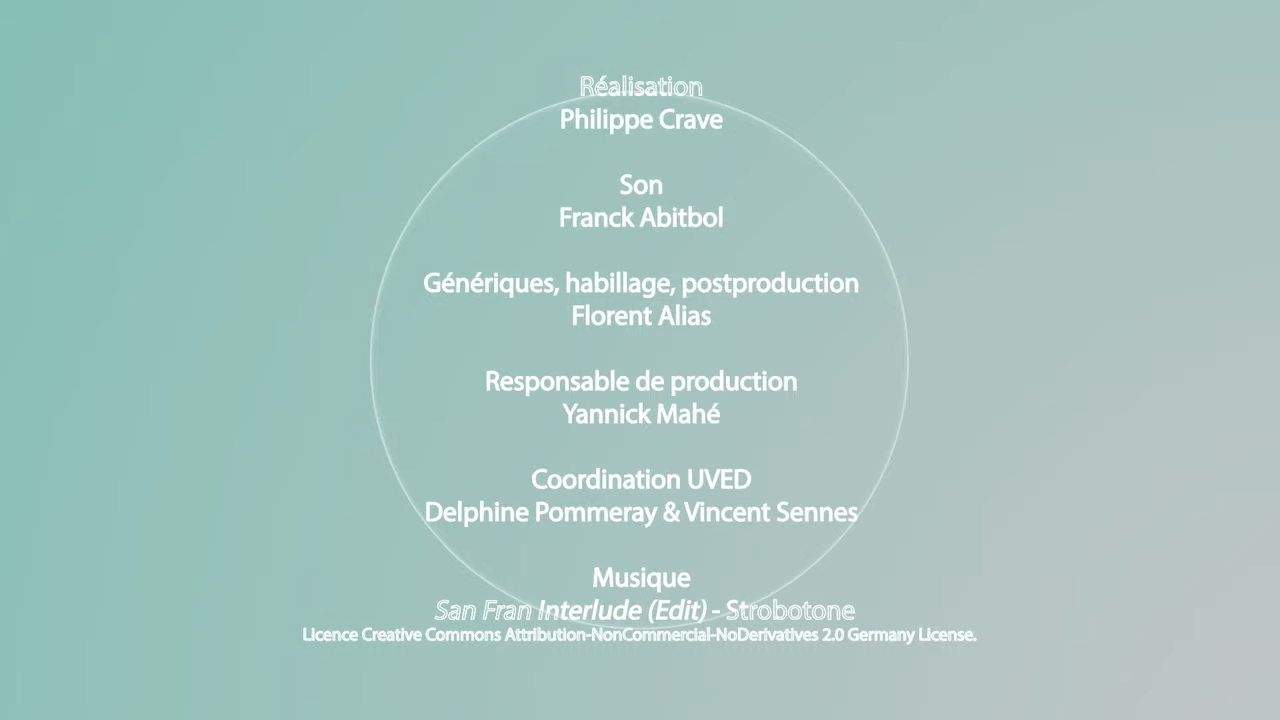 Réalisation
Philippe Crave
Son
Franck Abitbol
Génériques, habillage, postproduction
Florent Alias
Responsable de production
Yannick Mahé
Coordination UVED
Delphine Pommeray & Vincent Sennes
Musique
San Fran Interlude (Edit) - Strobotone
Licence Creative Commons Attribution-NonCommercial-NoDerivatives 2.0 Germany License.